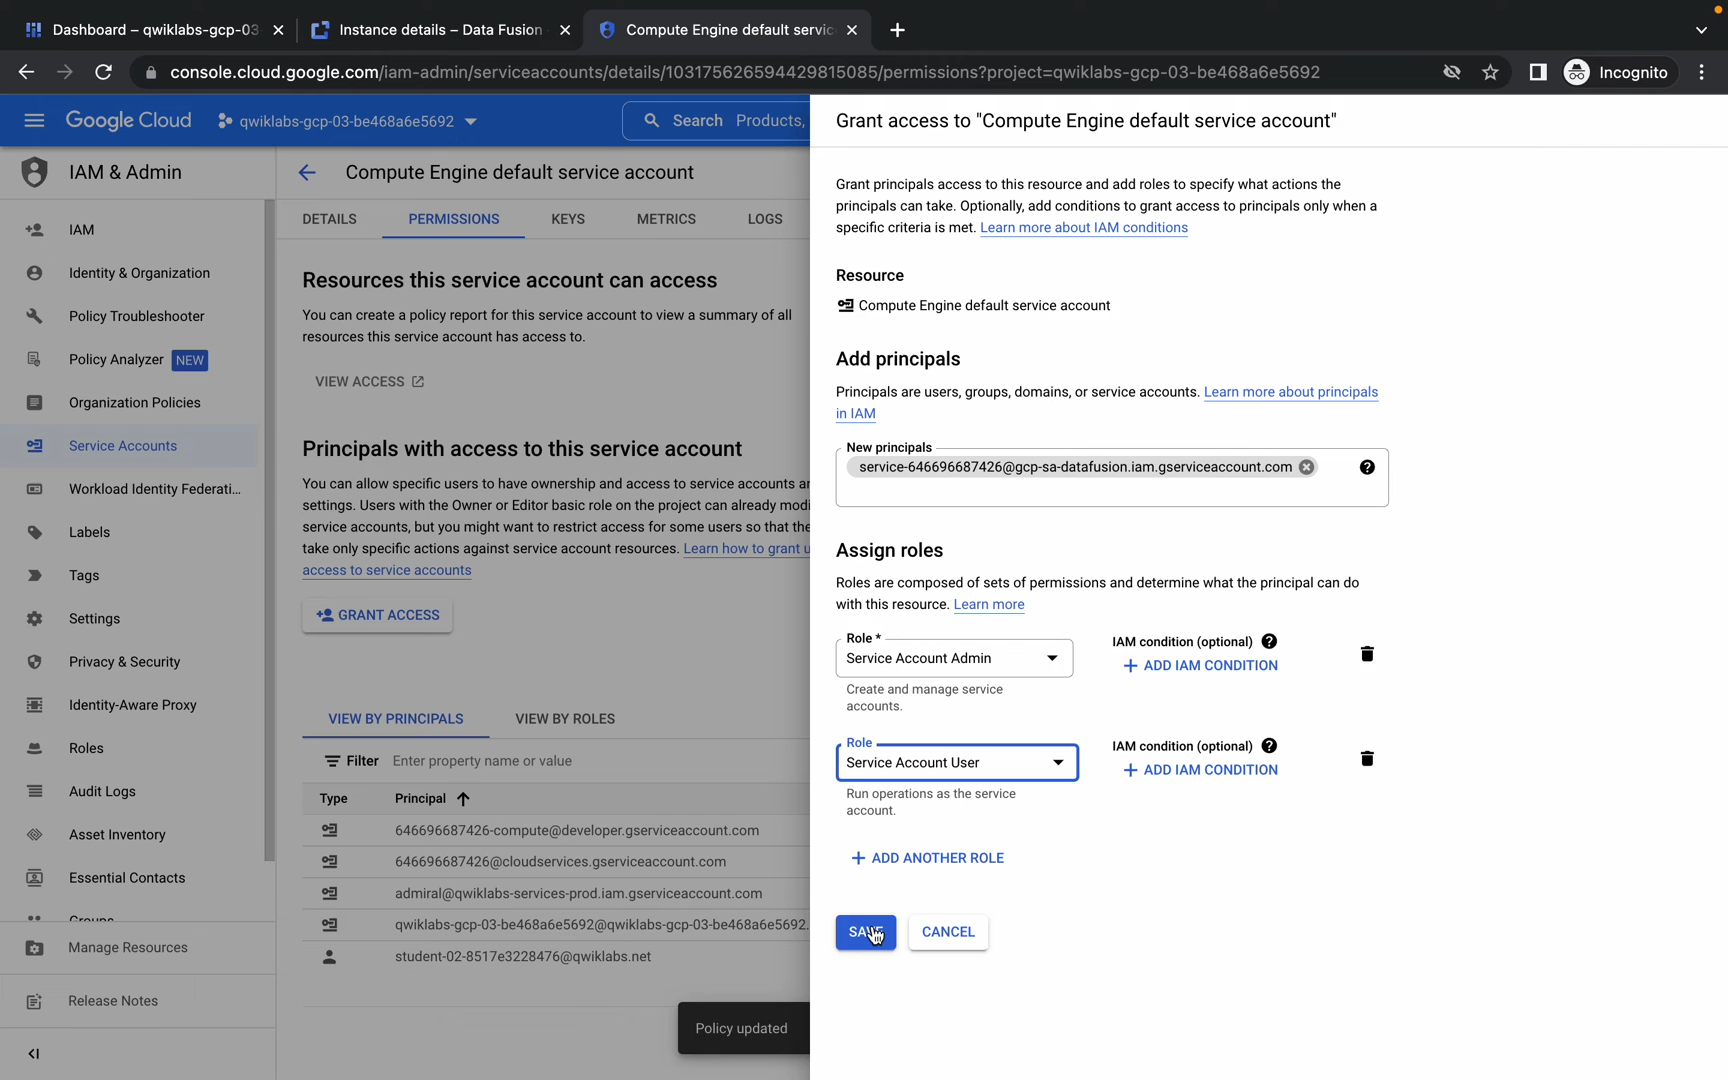 Dashboard – qwiklabs-gcp-03
Instance details – Data Fusion
Compute Engine default servic
console.cloud.google.com/iam-admin/serviceaccounts/details/103175626594429815085/permissions?project=qwiklabs-gcp-03-be468a6e5692
Incognito
Google Cloud
qwiklabs-gcp-03-be468a6e5692
Search Products,
IAM & Admin
IAM
Identity & Organization
Policy Troubleshooter
Policy Analyzer NEW
Organization Policies
Service Accounts
Workload Identity Federati...
Labels
Tags
Settings
Privacy & Security
Identity-Aware Proxy
Roles
Audit Logs
Asset Inventory
Essential Contacts
Groups
Manage Resources
Release Notes
Compute Engine default service account
DETAILS PERMISSIONS KEYS METRICS LOGS
Resources this service account can access
You can create a policy report for this service account to view a summary of all
resources this service account has access to.
VIEW ACCESS
Principals with access to this service account
You can allow specific users to have ownership and access to service accounts ar
settings. Users with the Owner or Editor basic role on the project can already modi
service accounts, but you might want to restrict access for some users so that the
take only specific actions against service account resources. Learn how to grant u
access to service accounts
GRANT ACCESS
VIEW BY PRINCIPALS VIEW BY ROLES
Filter Enter property name or value
Type Principal
646696687426-compute@developer.gserviceaccount.com
646696687426@cloudservices.gserviceaccount.com
admiral@qwiklabs-services-prod.iam.gserviceaccount.com
qwiklabs-gcp-03-be468a6e5692@qwiklabs-gcp-03-be468a6e5692.
student-02-8517e3228476@qwiklabs.net
Policy updated
Grant access to "Compute Engine default service account"
Grant principals access to this resource and add roles to specify what actions the
principals can take. Optionally, add conditions to grant access to principals only when a
specific criteria is met. Learn more about IAM conditions
Resource
Compute Engine default service account
Add principals
Principals are users, groups, domains, or service accounts. Learn more about principals
in IAM
New principals
service-646696687426@gcp-sa-datafusion.iam.gserviceaccount.com
Assign roles
Roles are composed of sets of permissions and determine what the principal can do
with this resource. Learn more
Role *
Service Account Admin
Create and manage service
accounts.
IAM condition (optional)
+ ADD IAM CONDITION
Role
Service Account User
Run operations as the service
account.
IAM condition (optional)
+ ADD IAM CONDITION
+ ADD ANOTHER ROLE
SAVE CANCEL